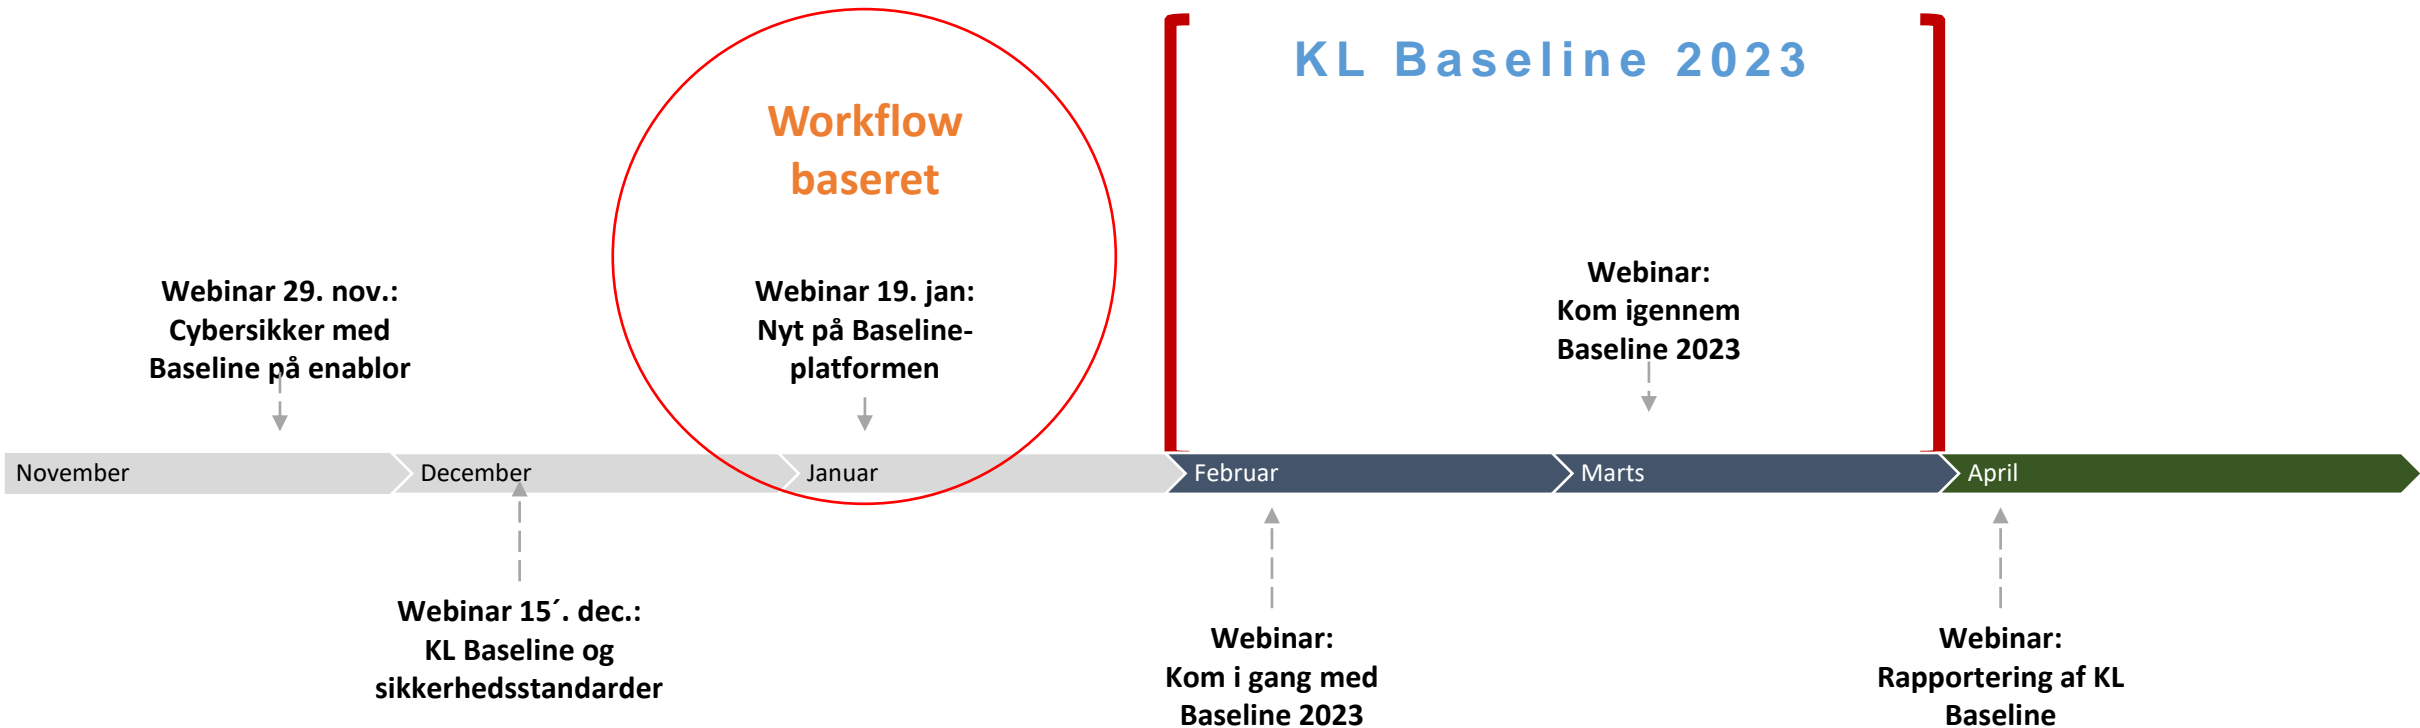 KL Baseline 2023
Workflow
baseret
Webinar 29. nov.:
Cybersikker med
Baseline på enablor
Webinar 19. jan:
Nyt på Baseline-
platformen
Webinar:
Kom igennem
Baseline 2023
November
December
Januar
Februar
Marts
April
Webinar 15´. dec.:
KL Baseline og
sikkerhedsstandarder
Webinar:
Kom i gang med
Baseline 2023
Webinar:
Rapportering af KL
Baseline